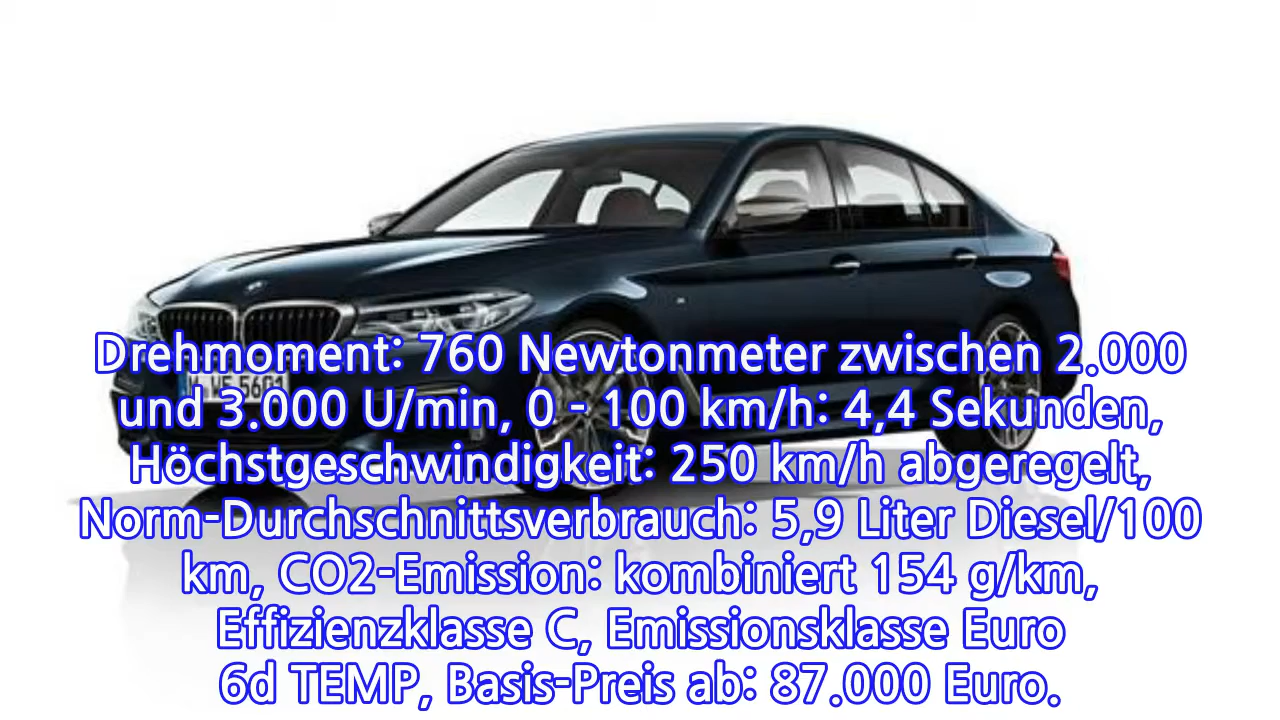 Drehmoment: 760 Newtonmeter zwischen 2.000
und 3.000 U/min, 0 - 100 km/h: 4,4 Sekunden,
Höchstgeschwindigkeit: 250 km/h abgeregelt,
Norm-Durchschnittsverbrauch: 5,9 Liter Diesel/100
km, CO2-Emission: kombiniert 154 g/km,
Effizienzklasse C, Emissionsklasse Euro
6d TEMP, Basis-Preis ab: 87.000 Euro.